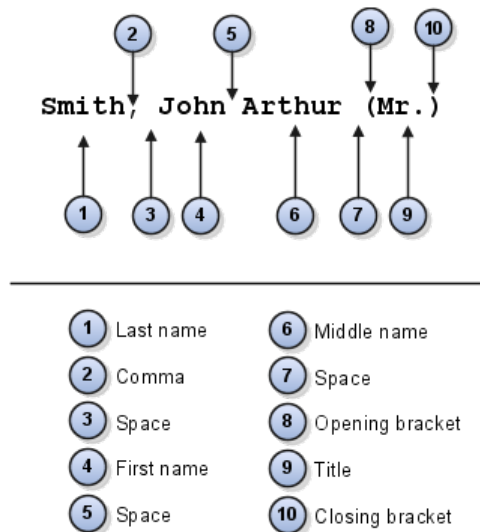 2 5 8 10
Smith, John Arthur (Mr.)
1 3 4 6 7 9
1 Last name
2 Comma
3 Space
4 First name
5 Space
6 Middle name
7 Space
8 Opening bracket
9 Title
10 Closing bracket